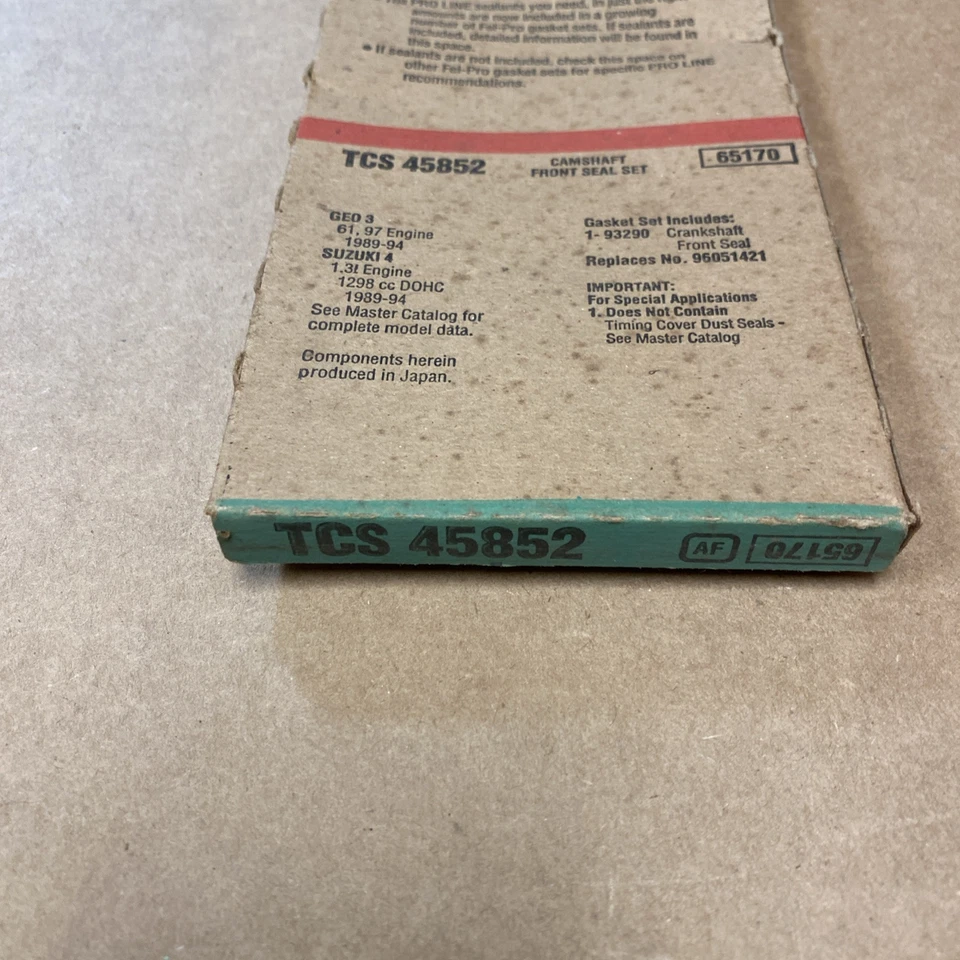 PRO LINE sealants you need, in just the
amounts are now included in a growing
number of Fel-Pro gasket sets. If sealants are
included, detailed information will be found in
this space.
• If sealants are not included, check this space on
other Fel-Pro gasket sets for specific PRO LINE
recommendations.
TCS 45852
CAMSHAFT
FRONT SEAL SET
65170
GEO 3
61, 97 Engine
1989-94
SUZUKI 4
1.3ℓ Engine
1298 cc DOHC
1989-94
See Master Catalog for
complete model data.
Components herein
produced in Japan.
Gasket Set Includes:
1- 93290 Crankshaft
Front Seal
Replaces No. 96051421
IMPORTANT:
For Special Applications
1. Does Not Contain
Timing Cover Dust Seals -
See Master Catalog
TCS 45852
AF
65170